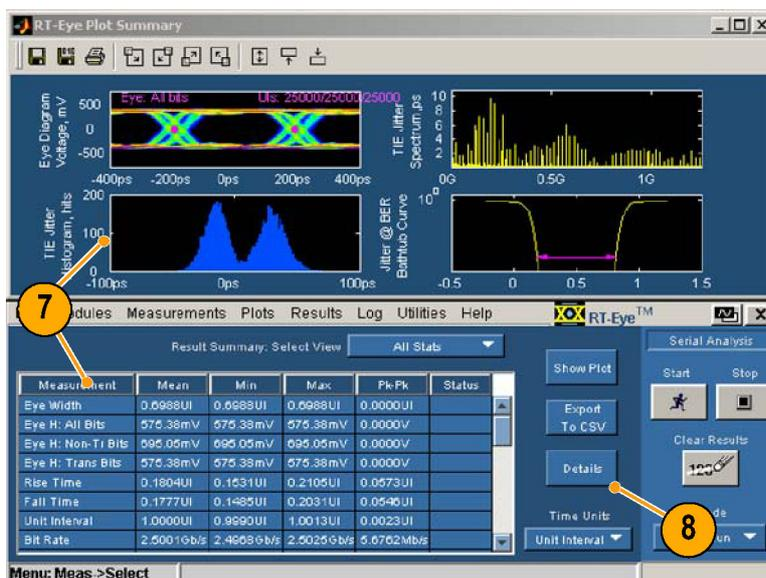 RT-Eye Plot Summary
Eye Diagram
Voltage, mV
500
0
-500
Eye: All bits
UIs: 25000/25000/25000
-400ps -200ps 0ps 200ps 400ps
TIE Jitter
Spectrum,ps
10
8
6
4
2
0G 0.5G 1G
TIE Jitter
Histogram, hits
200
100
0
-100ps 0ps 100ps
Jitter @ BER
Bathtub Curve
10⁰
-0.5 0 0.5 1 1.5
7
Measurements Plots Results Log Utilities Help
RT-Eye™
Result Summary: Select View All Stats
Measurement Mean Min Max Pk-Pk Status
Eye Width 0.6988UI 0.6988UI 0.6988UI 0.0000UI
Eye H: All Bits 575.38mV 575.38mV 575.38mV 0.0000V
Eye H: Non-Ti Bits 695.05mV 695.05mV 695.05mV 0.0000V
Eye H: Trans Bits 575.38mV 575.38mV 575.38mV 0.0000V
Rise Time 0.1804UI 0.1531UI 0.2105UI 0.0573UI
Fall Time 0.1777UI 0.1485UI 0.2031UI 0.0546UI
Unit Interval 1.0000UI 0.9990UI 1.0013UI 0.0023UI
Bit Rate 2.5001Gb/s 2.4968Gb/s 2.5025Gb/s 5.6762Mb/s
Show Plot
Export
To CSV
Details
Time Units
Unit Interval
Serial Analysis
Start Stop
Clear Results
8
Menu: Meas->Select